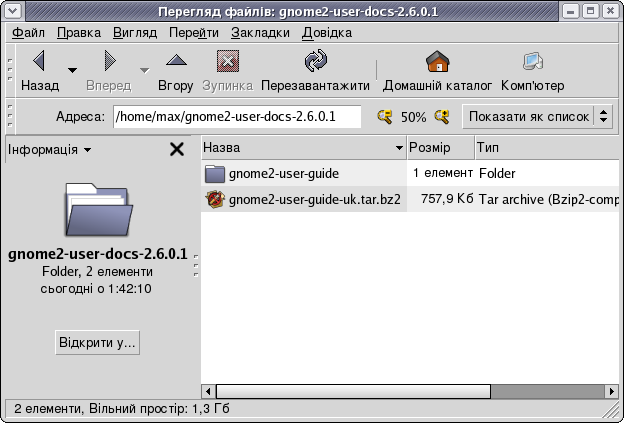 Перегляд файлів: gnome2-user-docs-2.6.0.1
Файл Правка Вигляд Перейти Закладки Довідка
Назад Вперед Вгору Зупинка Перезавантажити Домашній каталог Комп'ютер
Адреса: /home/max/gnome2-user-docs-2.6.0.1 50% Показати як список
Інформація Назва Розмір Тип
gnome2-user-guide 1 елемент Folder
gnome2-user-guide-uk.tar.bz2 757,9 Кб Tar archive (Bzip2-comp
gnome2-user-docs-2.6.0.1
Folder, 2 елементи
сьогодні о 1:42:10
Відкрити у...
2 елементи, Вільний простір: 1,3 Гб